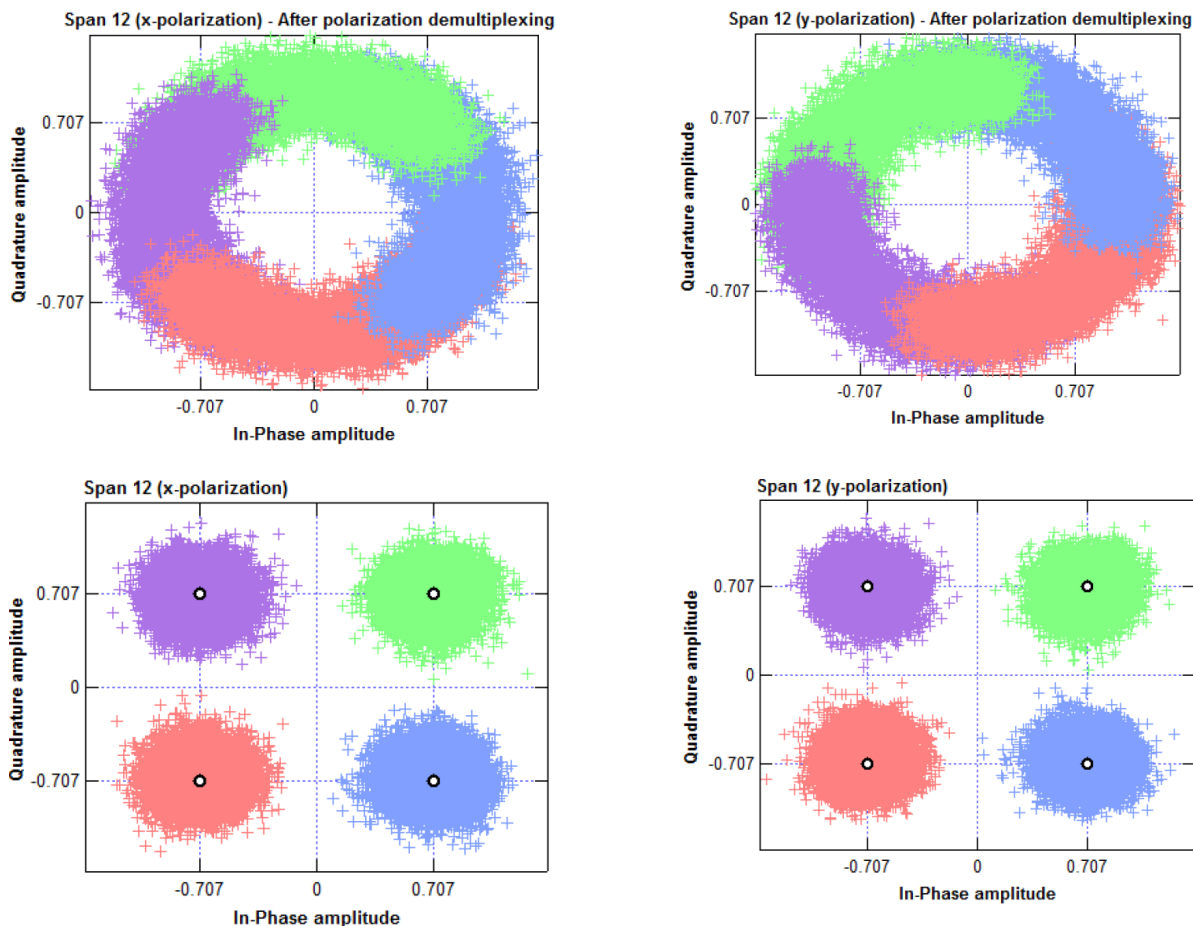 Span 12 (x-polarization) - After polarization demultiplexing
Quadrature amplitude
0.707
0
-0.707
-0.707 0 0.707
In-Phase amplitude
Span 12 (y-polarization) - After polarization demultiplexing
Quadrature amplitude
0.707
0
-0.707
-0.707 0 0.707
In-Phase amplitude
Span 12 (x-polarization)
Quadrature amplitude
0.707
0
-0.707
-0.707 0 0.707
In-Phase amplitude
Span 12 (y-polarization)
Quadrature amplitude
0.707
0
-0.707
-0.707 0 0.707
In-Phase amplitude